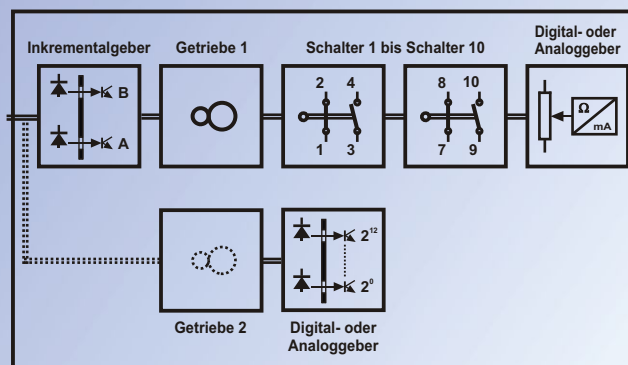 Inkrementalgeber
Getriebe 1
Schalter 1 bis Schalter 10
Digital- oder
Analoggeber
B
A
2 4
1 3
8 10
7 9
Ω
mA
2¹²
2⁰
Getriebe 2
Digital- oder
Analoggeber